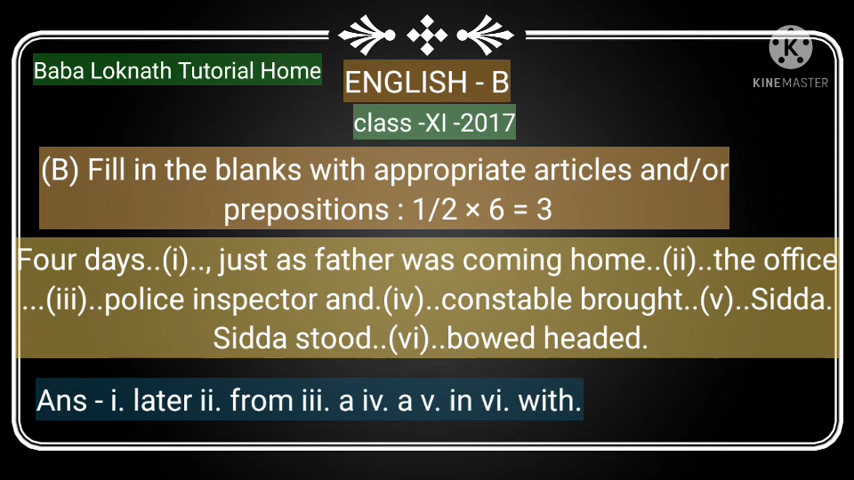 Baba Loknath Tutorial Home
ENGLISH - B
K
KINEMASTER
class -XI -2017
(B) Fill in the blanks with appropriate articles and/or
prepositions : 1/2 × 6 = 3
Four days..(i).., just as father was coming home..(ii)..the office
...(iii)..police inspector and.(iv)..constable brought..(v)..Sidda.
Sidda stood..(vi)..bowed headed.
Ans - i. later ii. from iii. a iv. a v. in vi. with.